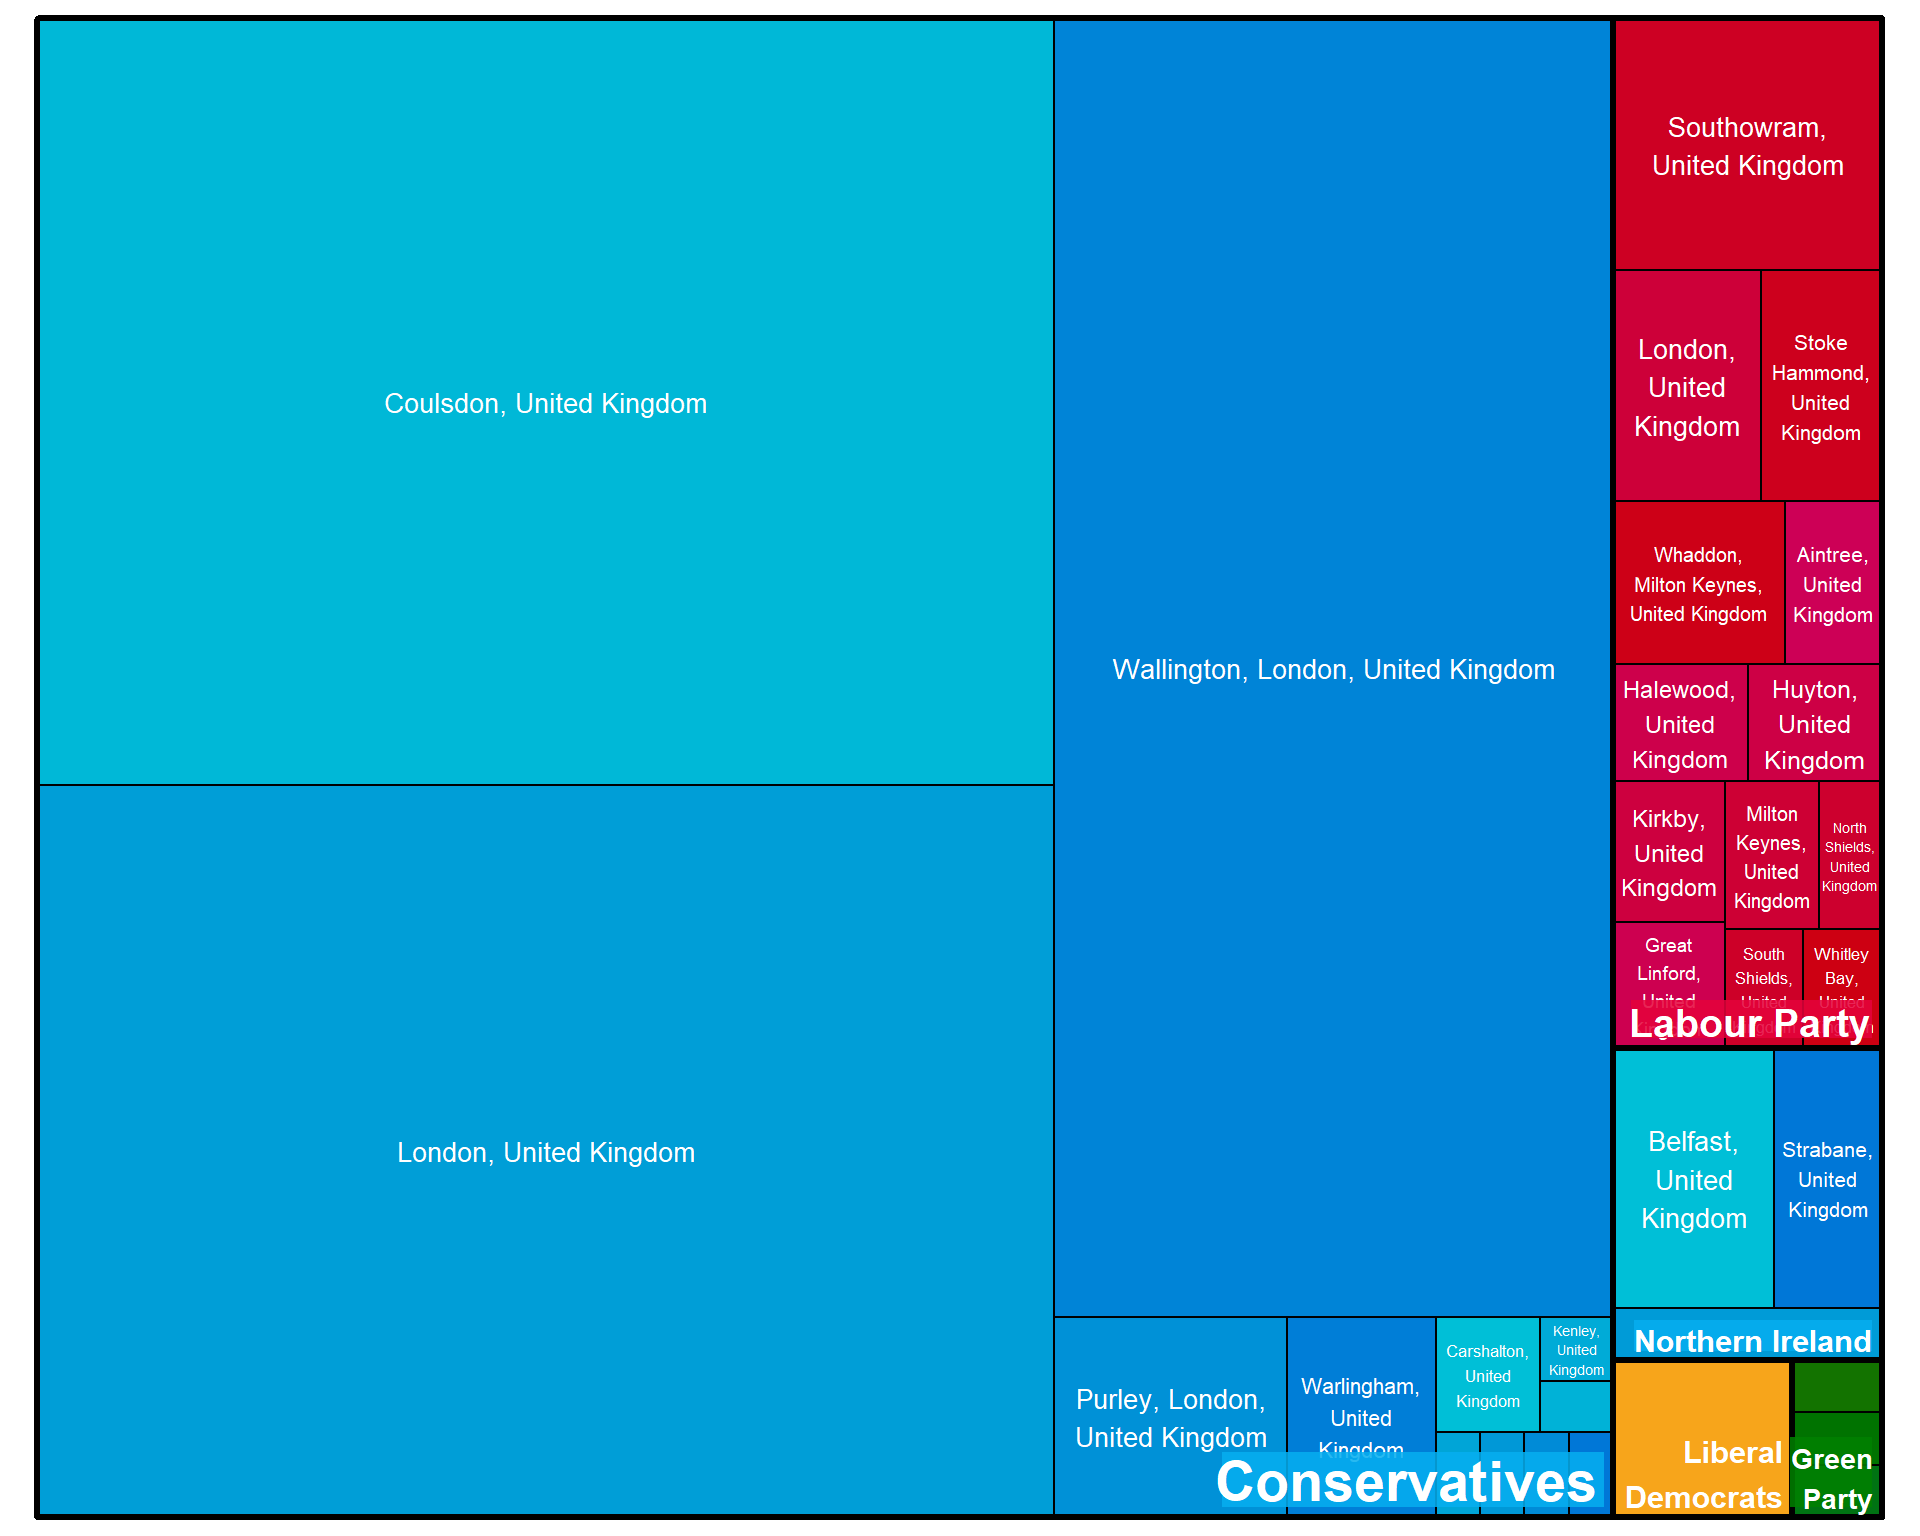 Coulsdon, United Kingdom
London, United Kingdom
Wallington, London, United Kingdom
Purley, London,
United Kingdom
Warlingham,
United
Kingdom
Carshalton,
United
Kingdom
Kenley,
United
Kingdom
Conservatives
Southowram,
United Kingdom
London,
United
Kingdom
Stoke
Hammond,
United
Kingdom
Whaddon,
Milton Keynes,
United Kingdom
Aintree,
United
Kingdom
Halewood,
United
Kingdom
Huyton,
United
Kingdom
Kirkby,
United
Kingdom
Milton
Keynes,
United
Kingdom
North
Shields,
United
Kingdom
Great
Linford,
United
South
Shields,
United
Whitley
Bay,
United
Labour Party
Belfast,
United
Kingdom
Strabane,
United
Kingdom
Northern Ireland
Liberal
Democrats
Green
Party